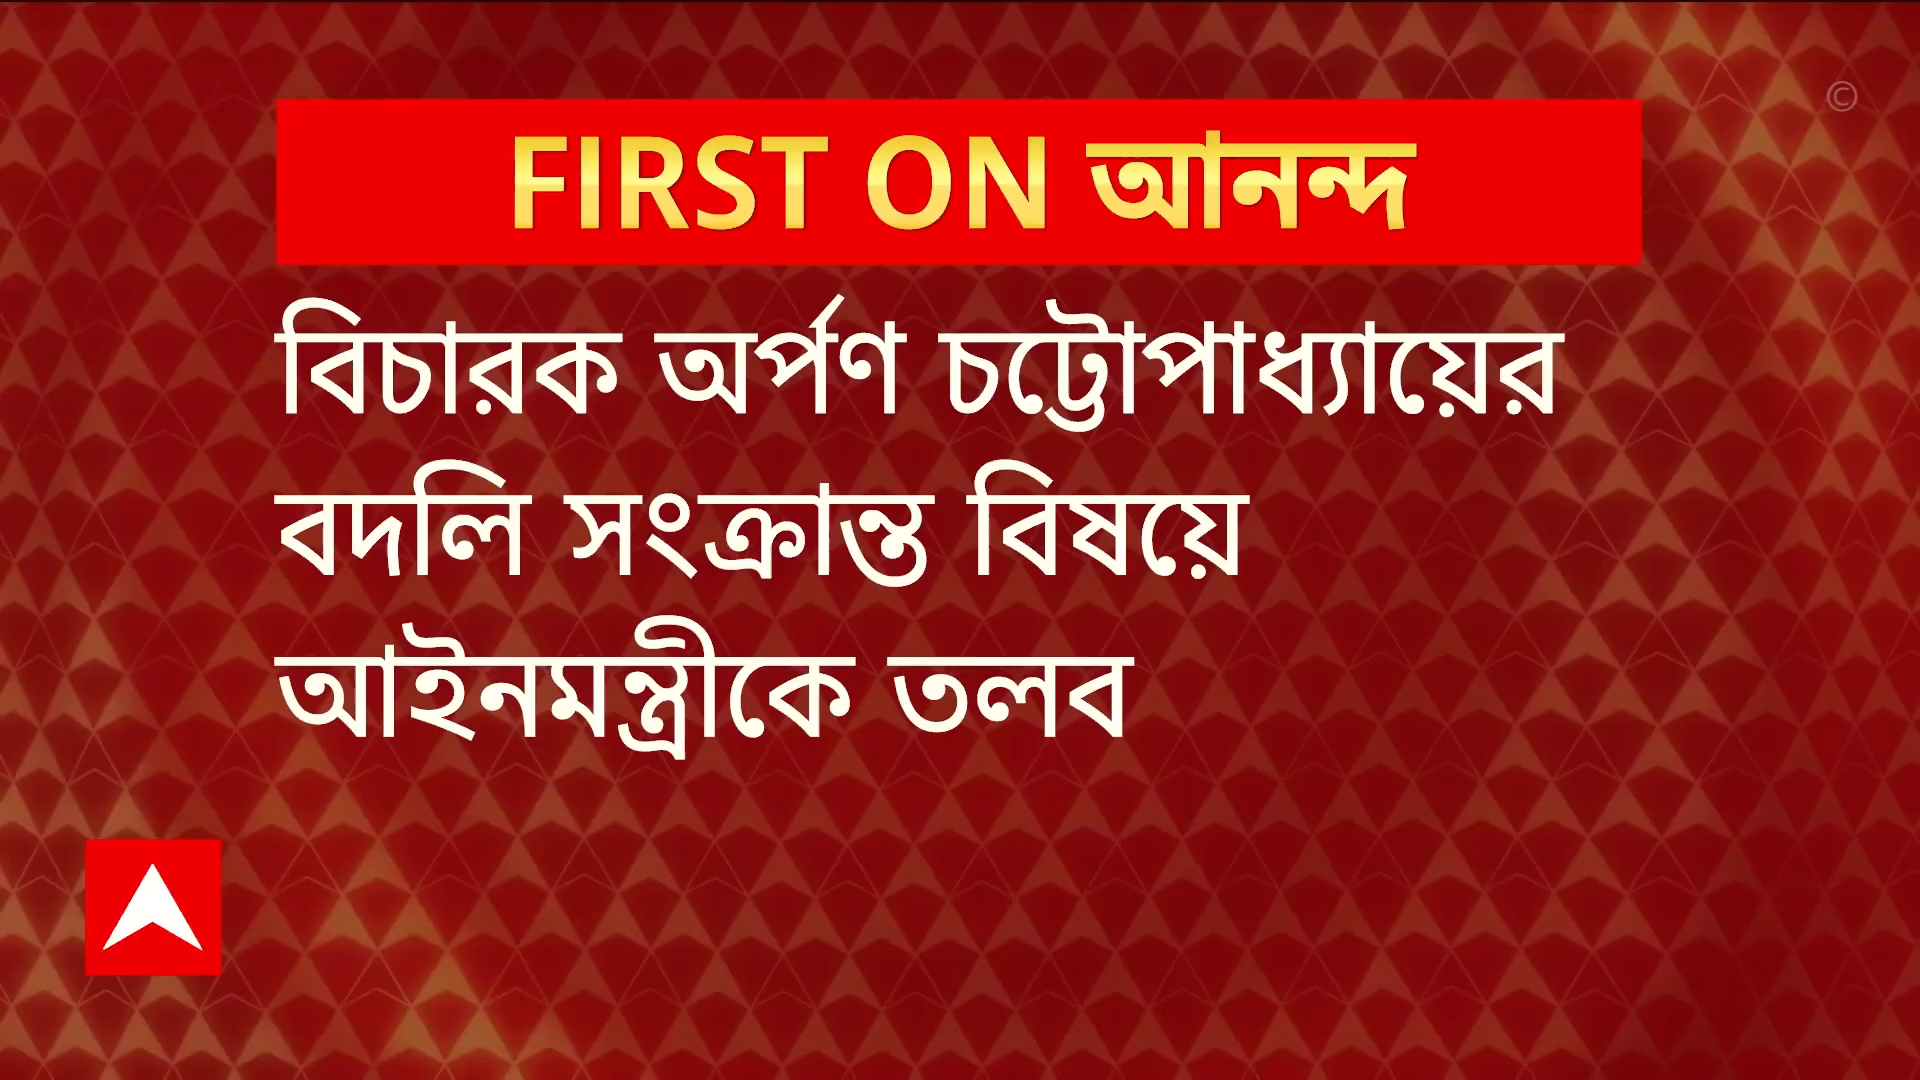 ©
FIRST ON আনন্দ
বিচারক অর্পণ চট্টোপাধ্যায়ের
বদলি সংক্রান্ত বিষয়ে
আইনমন্ত্রীকে তলব